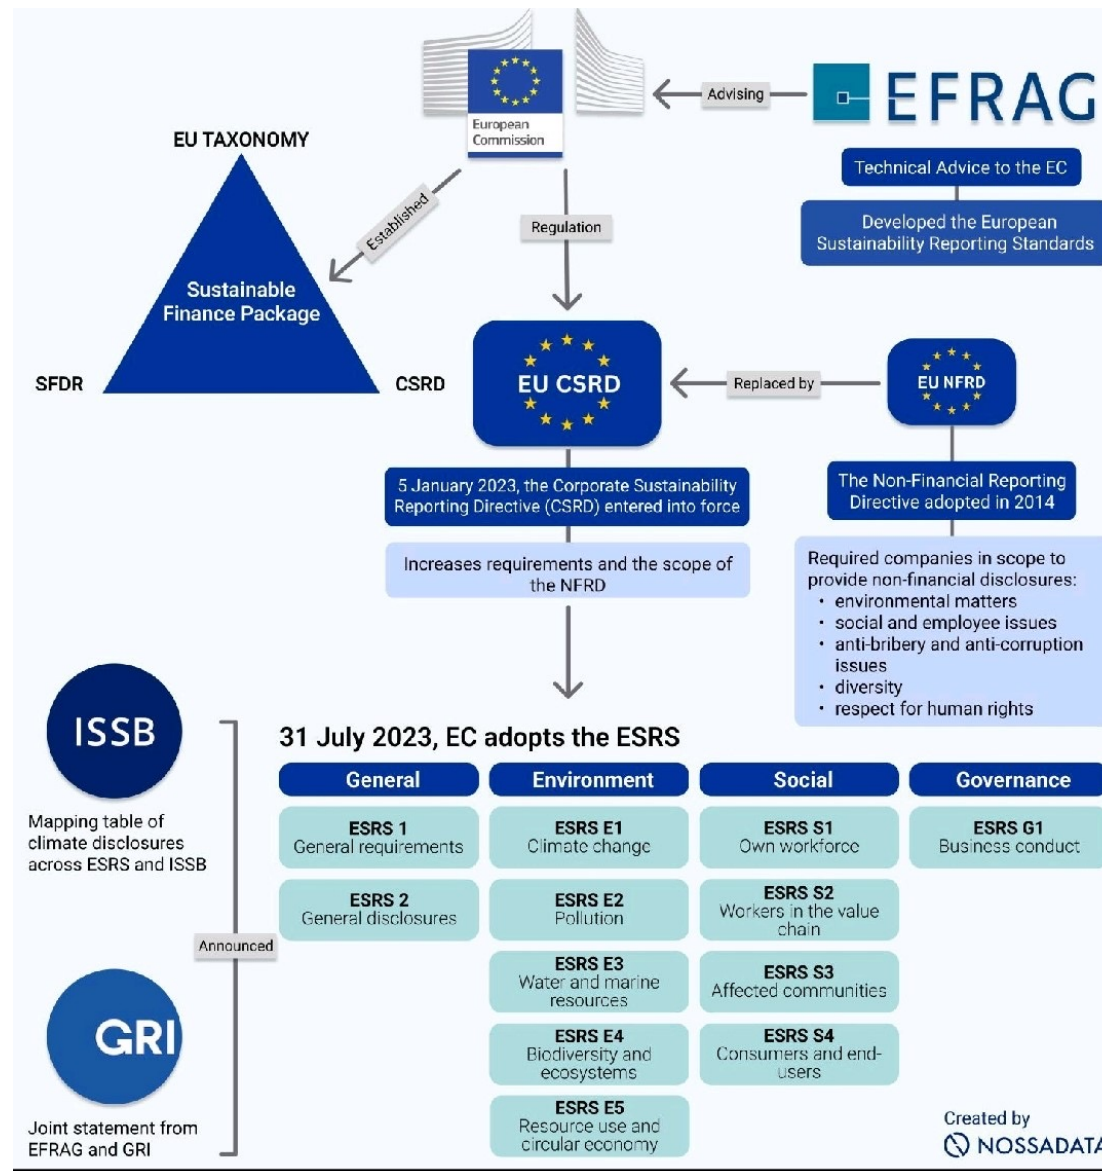 European
Commission
Advising
EFRAG
Technical Advice to the EC
Developed the European
Sustainability Reporting Standards
EU TAXONOMY
Established
Regulation
Sustainable
Finance Package
SFDR
CSRD
EU CSRD
Replaced by
EU NFRD
5 January 2023, the Corporate Sustainability
Reporting Directive (CSRD) entered into force
Increases requirements and the scope of
the NFRD
The Non-Financial Reporting
Directive adopted in 2014
Required companies in scope to
provide non-financial disclosures:
• environmental matters
• social and employee issues
• anti-bribery and anti-corruption
issues
• diversity
• respect for human rights
ISSB
Mapping table of
climate disclosures
across ESRS and ISSB
Announced
GRI
Joint statement from
EFRAG and GRI
31 July 2023, EC adopts the ESRS
General
ESRS 1
General requirements
ESRS 2
General disclosures
Environment
ESRS E1
Climate change
ESRS E2
Pollution
ESRS E3
Water and marine
resources
ESRS E4
Biodiversity and
ecosystems
ESRS E5
Resource use and
circular economy
Social
ESRS S1
Own workforce
ESRS S2
Workers in the value
chain
ESRS S3
Affected communities
ESRS S4
Consumers and end-
users
Governance
ESRS G1
Business conduct
Created by
NOSSADATA